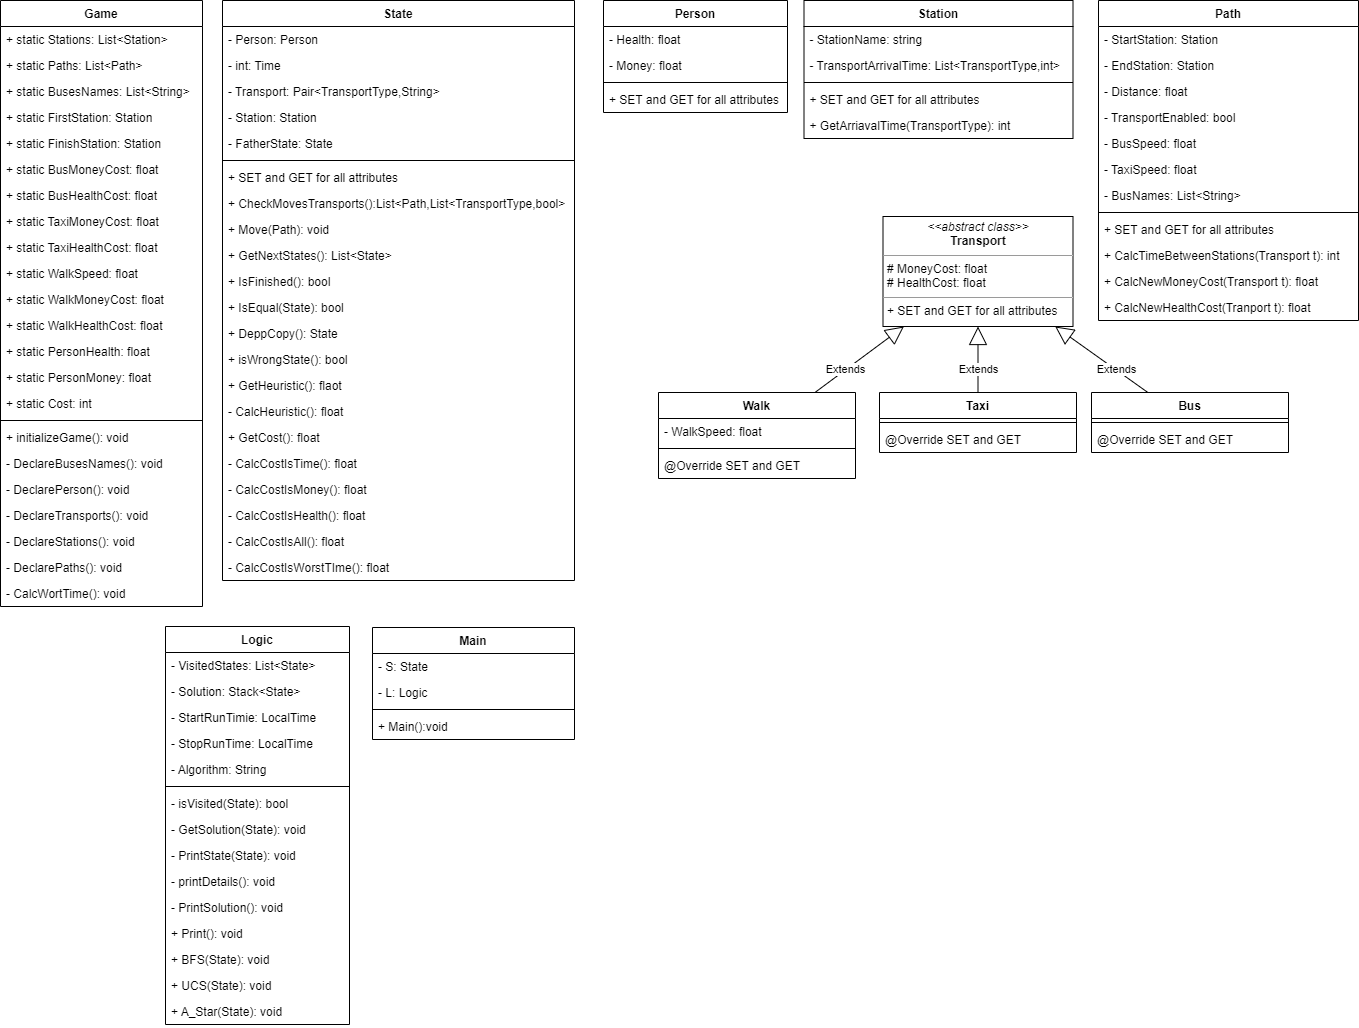 Game
+ static Stations: List<Station>
+ static Paths: List<Path>
+ static BusesNames: List<String>
+ static FirstStation: Station
+ static FinishStation: Station
+ static BusMoneyCost: float
+ static BusHealthCost: float
+ static TaxiMoneyCost: float
+ static TaxiHealthCost: float
+ static WalkSpeed: float
+ static WalkMoneyCost: float
+ static WalkHealthCost: float
+ static PersonHealth: float
+ static PersonMoney: float
+ static Cost: int
+ initializeGame(): void
- DeclareBusesNames(): void
- DeclarePerson(): void
- DeclareTransports(): void
- DeclareStations(): void
- DeclarePaths(): void
- CalcWortTime(): void
State
- Person: Person
- int: Time
- Transport: Pair<TransportType,String>
- Station: Station
- FatherState: State
+ SET and GET for all attributes
+ CheckMovesTransports():List<Path,List<TransportType,bool>
+ Move(Path): void
+ GetNextStates(): List<State>
+ IsFinished(): bool
+ IsEqual(State): bool
+ DeppCopy(): State
+ isWrongState(): bool
+ GetHeuristic(): flaot
- CalcHeuristic(): float
+ GetCost(): float
- CalcCostIsTime(): float
- CalcCostIsMoney(): float
- CalcCostIsHealth(): float
- CalcCostIsAll(): float
- CalcCostIsWorstTIme(): float
Person
- Health: float
- Money: float
+ SET and GET for all attributes
Station
- StationName: string
- TransportArrivalTime: List<TransportType,int>
+ SET and GET for all attributes
+ GetArriavalTime(TransportType): int
Path
- StartStation: Station
- EndStation: Station
- Distance: float
- TransportEnabled: bool
- BusSpeed: float
- TaxiSpeed: float
- BusNames: List<String>
+ SET and GET for all attributes
+ CalcTimeBetweenStations(Transport t): int
+ CalcNewMoneyCost(Transport t): float
+ CalcNewHealthCost(Tranport t): float
<<abstract class>>
Transport
# MoneyCost: float
# HealthCost: float
+ SET and GET for all attributes
Extends
Extends
Extends
Walk
- WalkSpeed: float
@Override SET and GET
Taxi
@Override SET and GET
Bus
@Override SET and GET
Logic
- VisitedStates: List<State>
- Solution: Stack<State>
- StartRunTimie: LocalTime
- StopRunTime: LocalTime
- Algorithm: String
- isVisited(State): bool
- GetSolution(State): void
- PrintState(State): void
- printDetails(): void
- PrintSolution(): void
+ Print(): void
+ BFS(State): void
+ UCS(State): void
+ A_Star(State): void
Main
- S: State
- L: Logic
+ Main():void